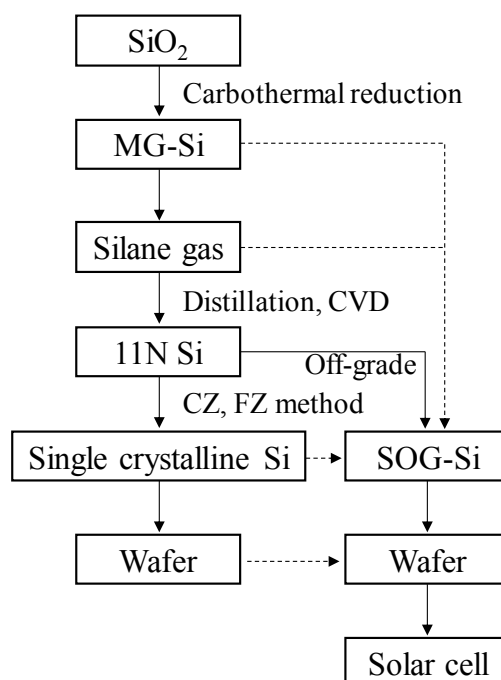 SiO₂
Carbothermal reduction
MG-Si
Silane gas
Distillation, CVD
11N Si
Off-grade
CZ, FZ method
Single crystalline Si
SOG-Si
Wafer
Wafer
Solar cell